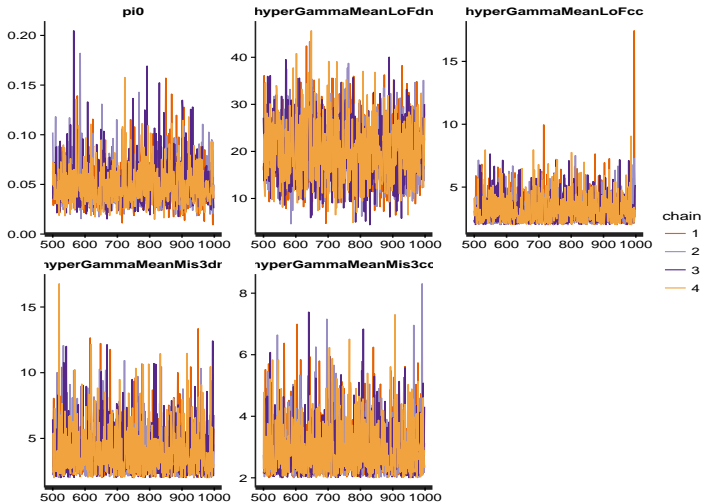 pi0
hyperGammaMeanLoFdn
hyperGammaMeanLoFcc
0.20
0.15
0.10
0.05
0.00
500 600 700 800 900 1000
40
30
20
10
500 600 700 800 900 1000
15
10
5
500 600 700 800 900 1000
chain
1
2
3
4
hyperGammaMeanMis3dn
hyperGammaMeanMis3cc
15
10
5
500 600 700 800 900 1000
8
6
4
2
500 600 700 800 900 1000